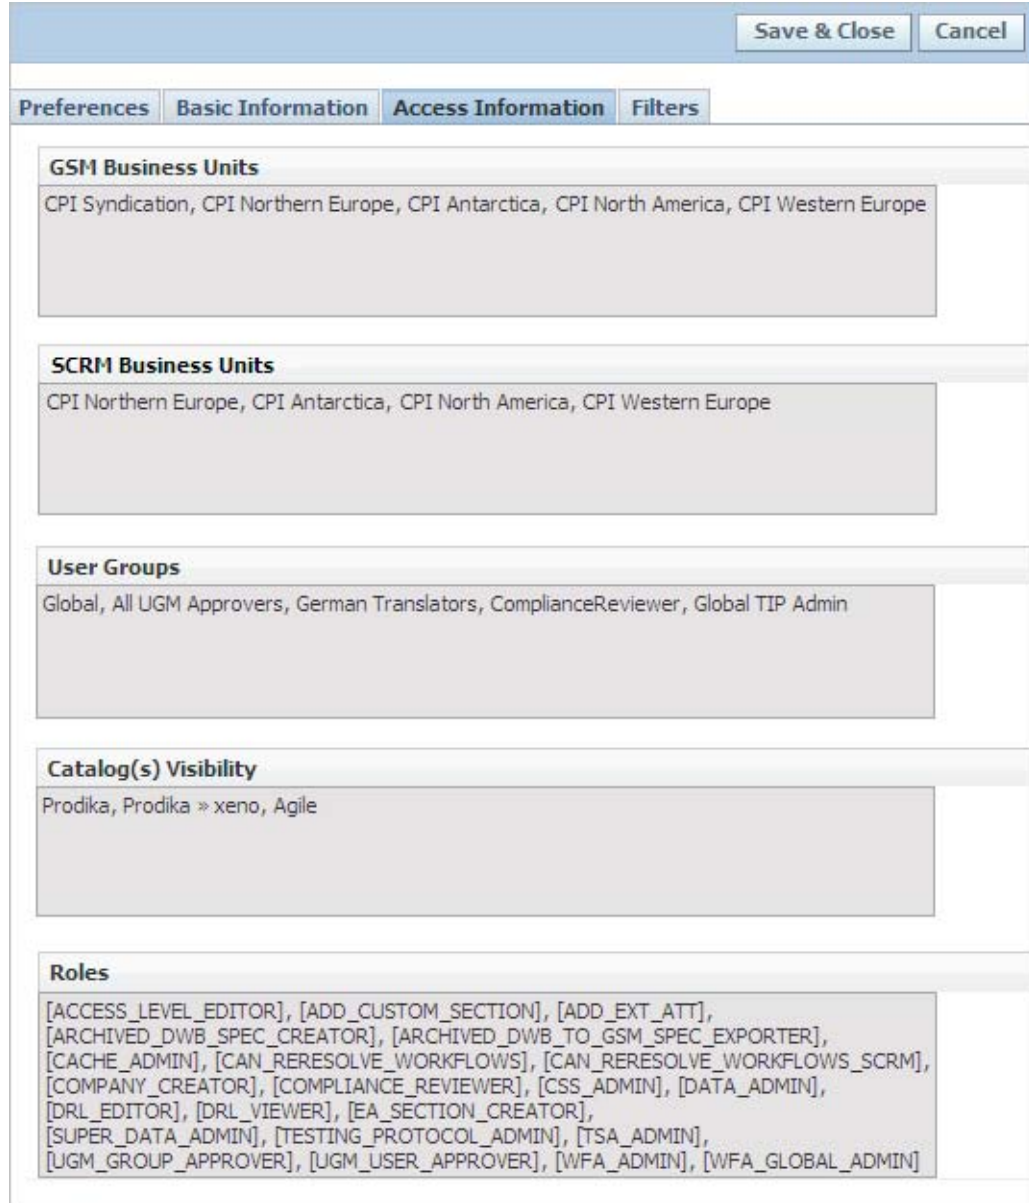 Save & Close Cancel
Preferences Basic Information Access Information Filters
GSM Business Units
CPI Syndication, CPI Northern Europe, CPI Antarctica, CPI North America, CPI Western Europe
SCRM Business Units
CPI Northern Europe, CPI Antarctica, CPI North America, CPI Western Europe
User Groups
Global, All UGM Approvers, German Translators, ComplianceReviewer, Global TIP Admin
Catalog(s) Visibility
Prodika, Prodika » xeno, Agile
Roles
[ACCESS_LEVEL_EDITOR], [ADD_CUSTOM_SECTION], [ADD_EXT_ATT],
[ARCHIVED_DWB_SPEC_CREATOR], [ARCHIVED_DWB_TO_GSM_SPEC_EXPORTER],
[CACHE_ADMIN], [CAN_RERESOLVE_WORKFLOWS], [CAN_RERESOLVE_WORKFLOWS_SCRM],
[COMPANY_CREATOR], [COMPLIANCE_REVIEWER], [CSS_ADMIN], [DATA_ADMIN],
[DRL_EDITOR], [DRL_VIEWER], [EA_SECTION_CREATOR],
[SUPER_DATA_ADMIN], [TESTING_PROTOCOL_ADMIN], [TSA_ADMIN],
[UGM_GROUP_APPROVER], [UGM_USER_APPROVER], [WFA_ADMIN], [WFA_GLOBAL_ADMIN]